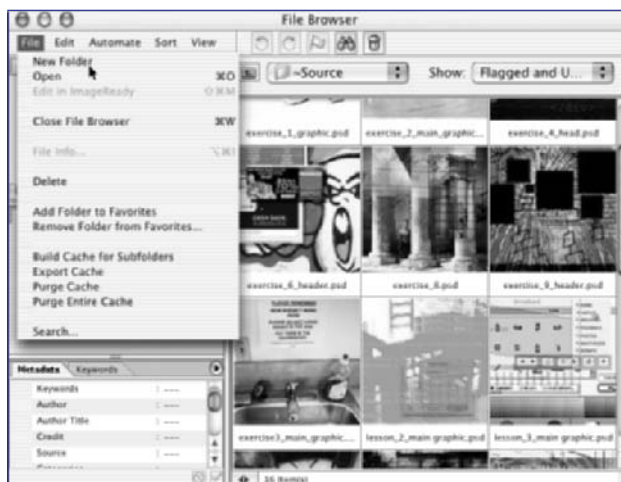 File Browser
File Edit Automate Sort View
New Folder
Open ⌘O
Edit in ImageReady ⇧⌘M
Close File Browser ⌘W
File Info... ⌥⌘I
Delete
Add Folder to Favorites
Remove Folder from Favorites...
Build Cache for Subfolders
Export Cache
Purge Cache
Purge Entire Cache
Search...
~Source Show: Flagged and U...
exercise_1_graphic.psd exercise_2_main_graphic... exercise_4_head.psd
exercise_6_header.psd exercise_8.psd exercise_9_header.psd
exercise3_main_graphic... lesson_2_main graphic.psd lesson_3_main graphic.psd
Metadata Keywords
Keywords : ---
Author : ---
Author Title : ---
Credit : ---
Source : ---
Categories : ---
36 Item(s)